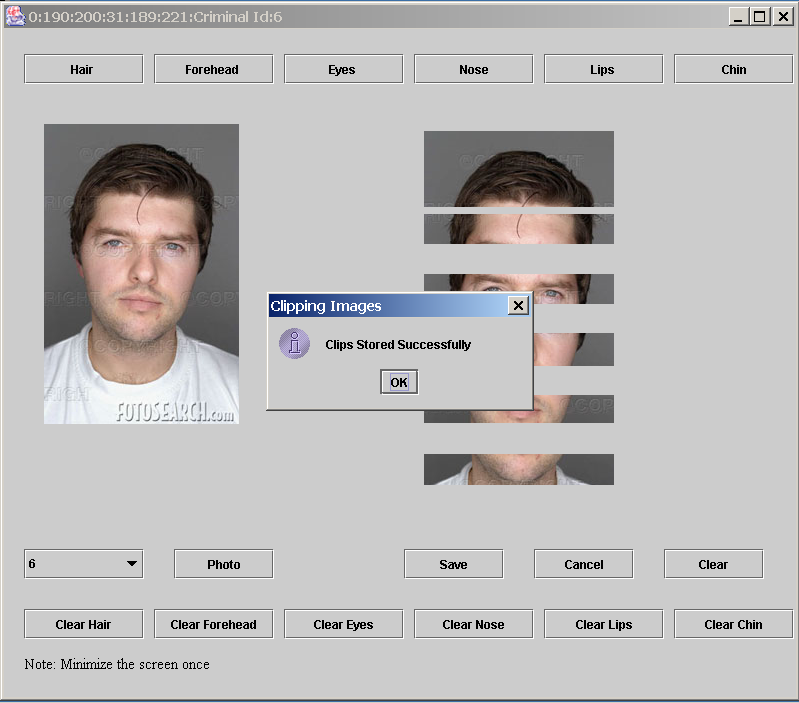 0:190:200:31:189:221:Criminal Id:6
Hair
Forehead
Eyes
Nose
Lips
Chin
©COPYRIGHT
FOTOSEARCH.com
Clipping Images
Clips Stored Successfully
OK
6
Photo
Save
Cancel
Clear
Clear Hair
Clear Forehead
Clear Eyes
Clear Nose
Clear Lips
Clear Chin
Note: Minimize the screen once